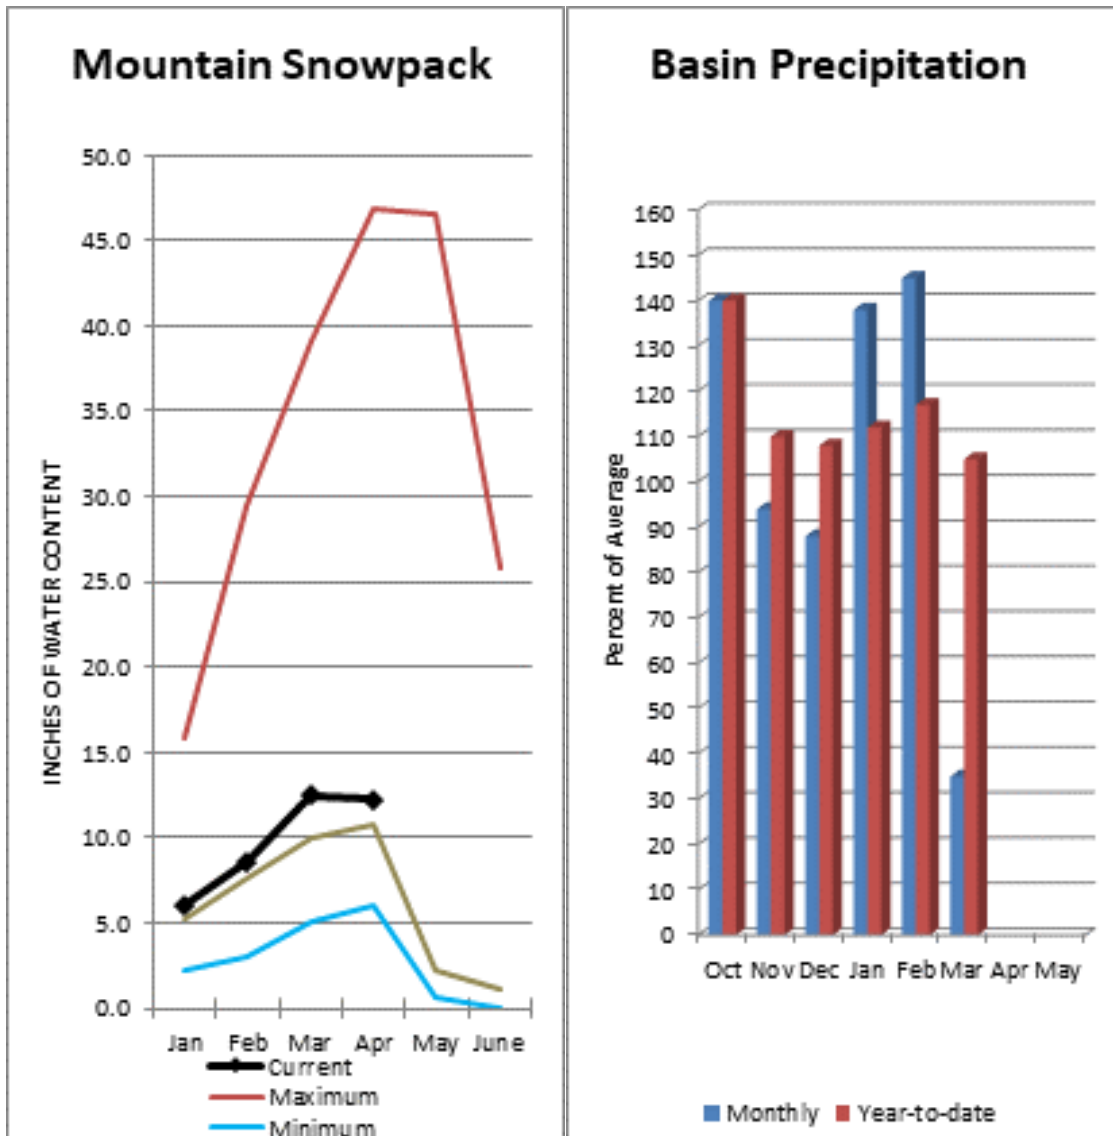 Mountain Snowpack
INCHES OF WATER CONTENT
50.0
45.0
40.0
35.0
30.0
25.0
20.0
15.0
10.0
5.0
0.0
Jan Feb Mar Apr May June
Current
Maximum
Minimum
Basin Precipitation
Percent of Average
160
150
140
130
120
110
100
90
80
70
60
50
40
30
20
10
0
Oct Nov Dec Jan Feb Mar Apr May
Monthly Year-to-date